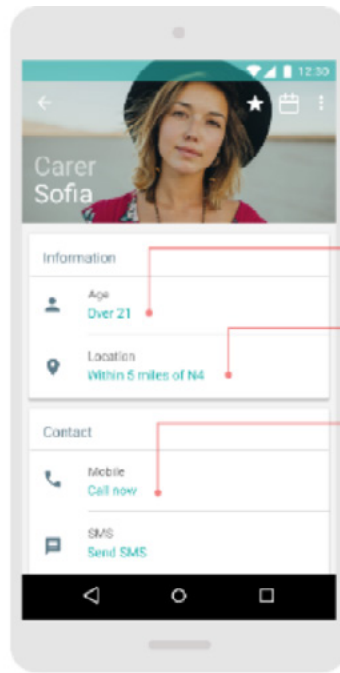 12:30
Carer
Sofia
Information
Age
Over 21
Location
Within 5 miles of N4
Contact
Mobile
Call now
SMS
Send SMS